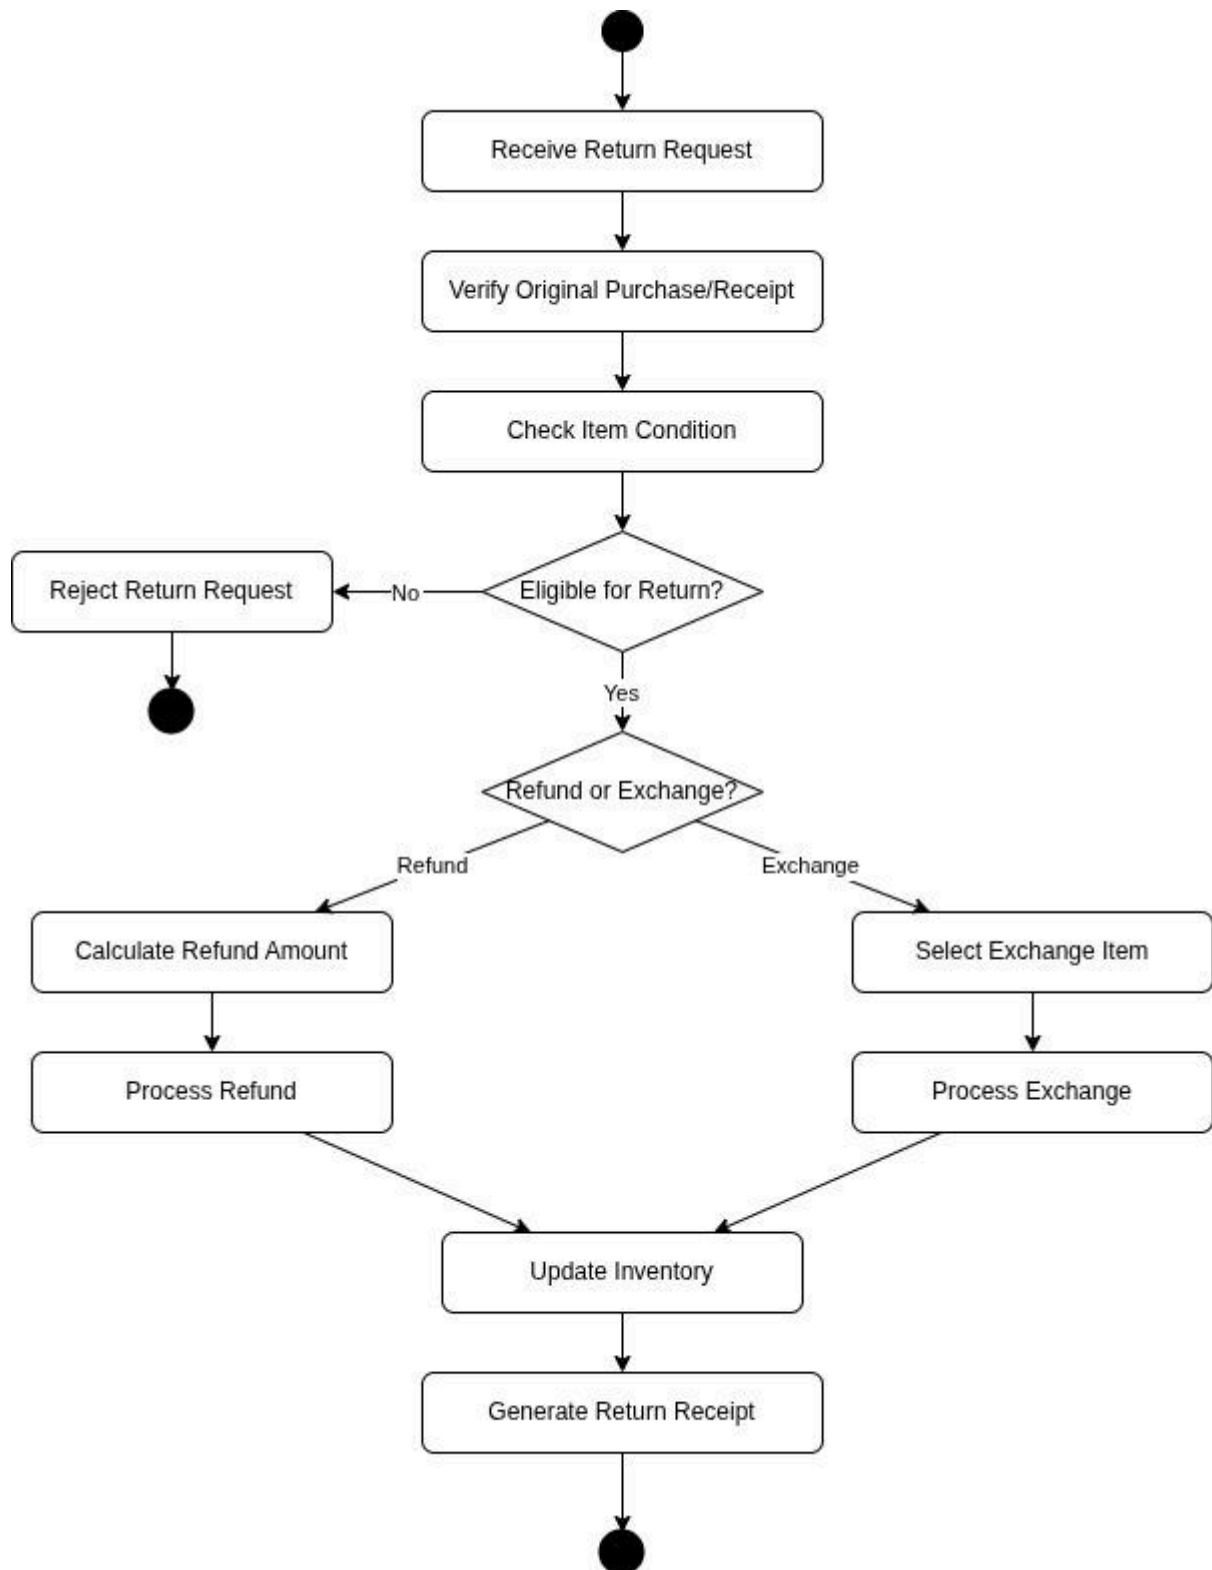 Receive Return Request
Verify Original Purchase/Receipt
Check Item Condition
Eligible for Return?
No
Reject Return Request
Yes
Refund or Exchange?
Refund
Exchange
Calculate Refund Amount
Select Exchange Item
Process Refund
Process Exchange
Update Inventory
Generate Return Receipt